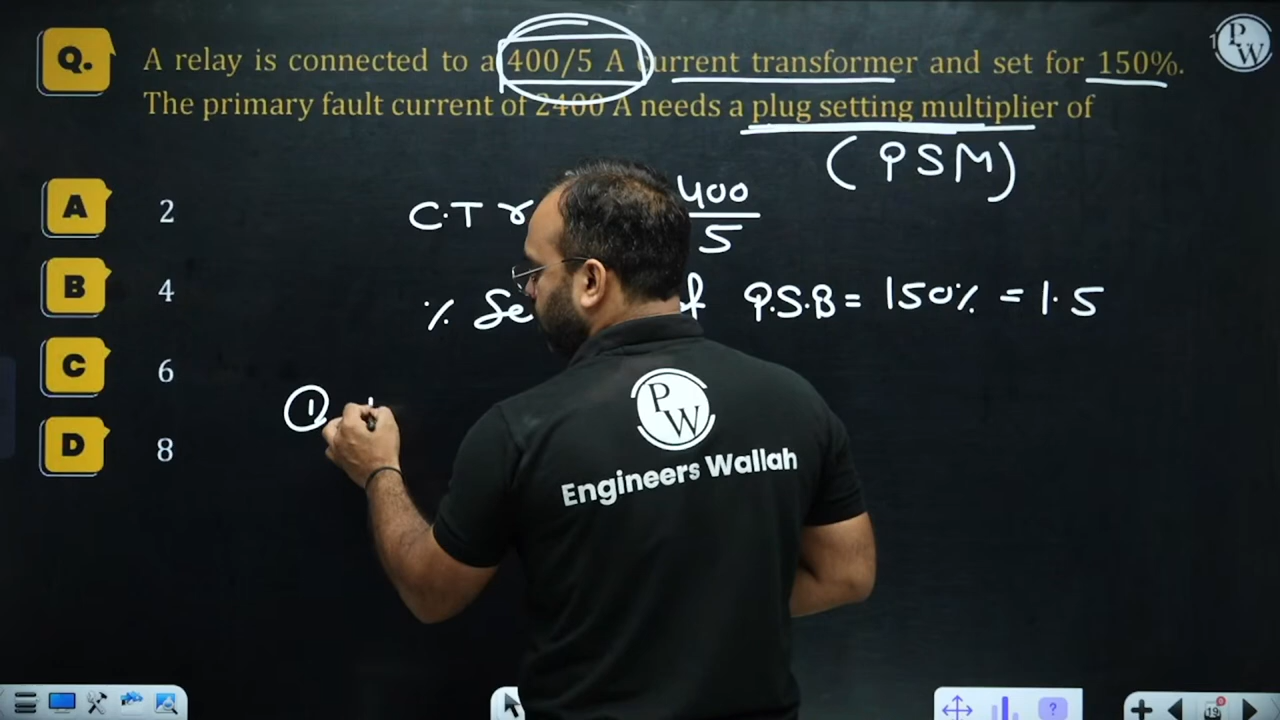 Q. A relay is connected to a 400/5 A current transformer and set for 150%.
The primary fault current of 2400 A needs a plug setting multiplier of
(PSM)
A 2
B 4
C 6
D 8
C.T 400/5
% P.S.B = 150% = 1.5
①
PW
PW
Engineers Wallah
19
?